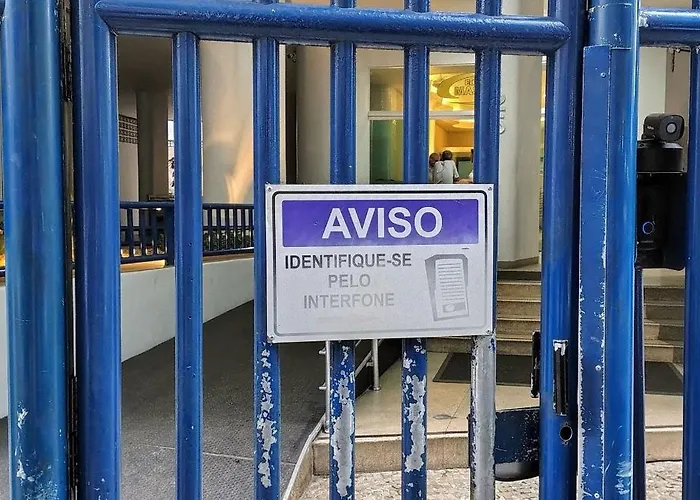 AVISO
IDENTIFIQUE-SE
PELO
INTERFONE